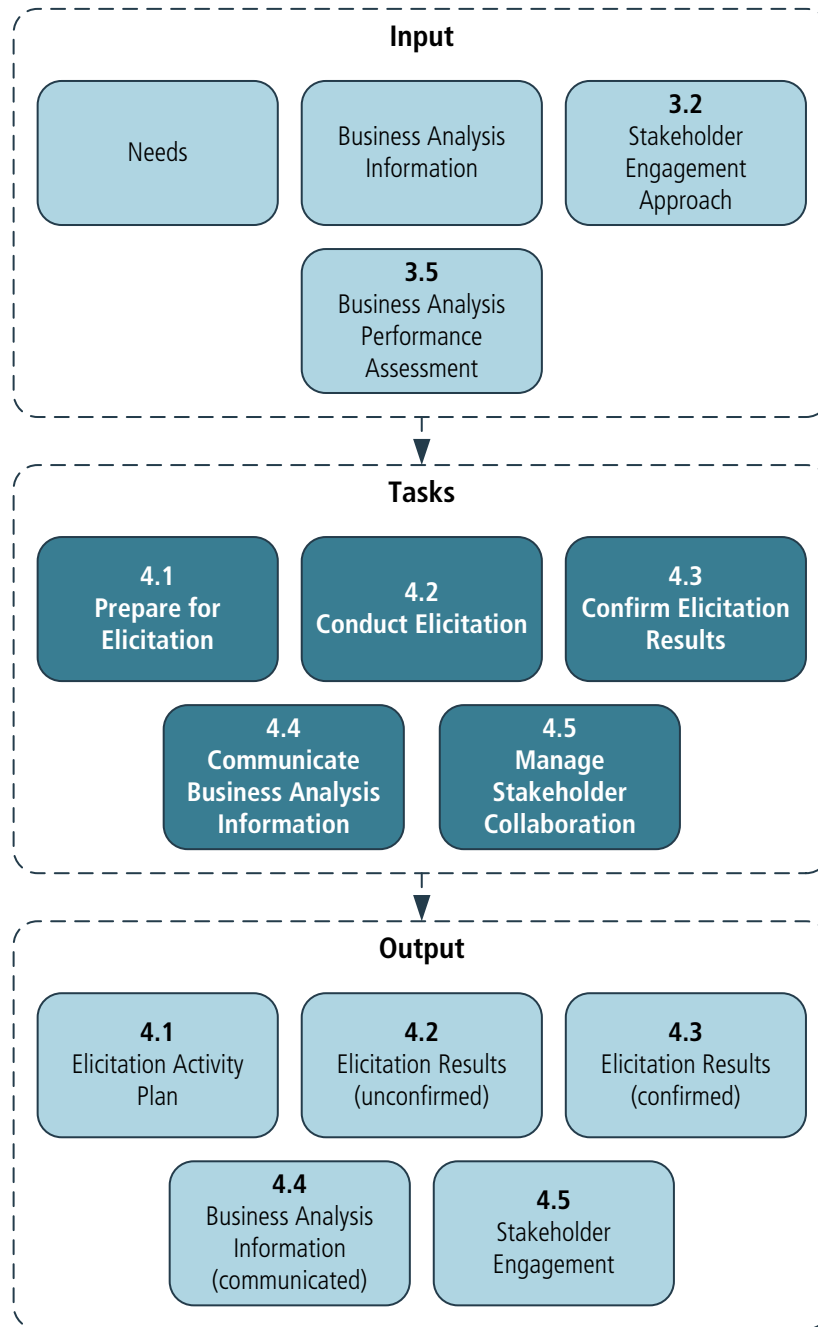 Input
Needs
Business Analysis
Information
3.2
Stakeholder
Engagement
Approach
3.5
Business Analysis
Performance
Assessment
Tasks
4.1
Prepare for
Elicitation
4.2
Conduct Elicitation
4.3
Confirm Elicitation
Results
4.4
Communicate
Business Analysis
Information
4.5
Manage
Stakeholder
Collaboration
Output
4.1
Elicitation Activity
Plan
4.2
Elicitation Results
(unconfirmed)
4.3
Elicitation Results
(confirmed)
4.4
Business Analysis
Information
(communicated)
4.5
Stakeholder
Engagement